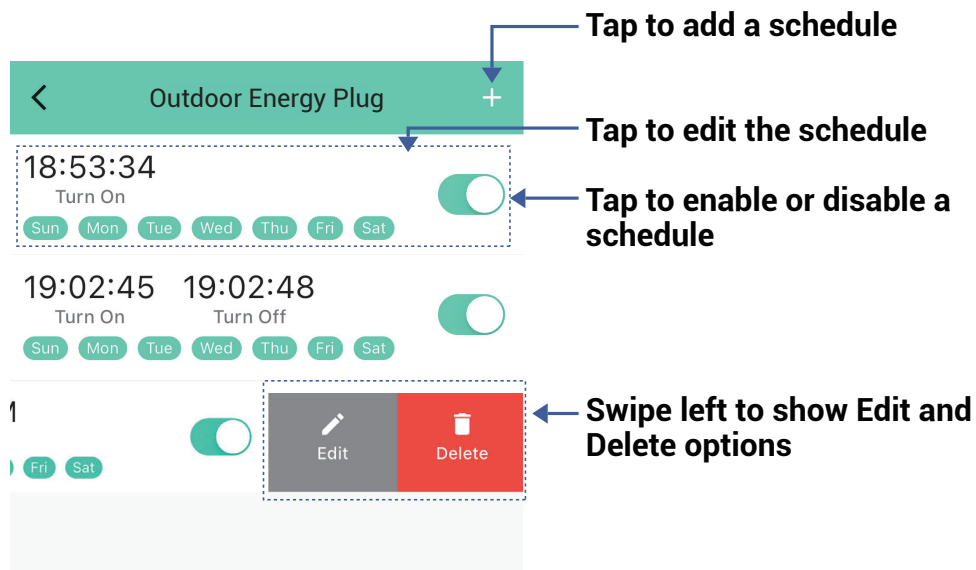 Tap to add a schedule
Outdoor Energy Plug
Tap to edit the schedule
18:53:34
Turn On
Sun Mon Tue Wed Thu Fri Sat
Tap to enable or disable a
schedule
19:02:45 19:02:48
Turn On Turn Off
Sun Mon Tue Wed Thu Fri Sat
Fri Sat
Edit Delete
Swipe left to show Edit and
Delete options